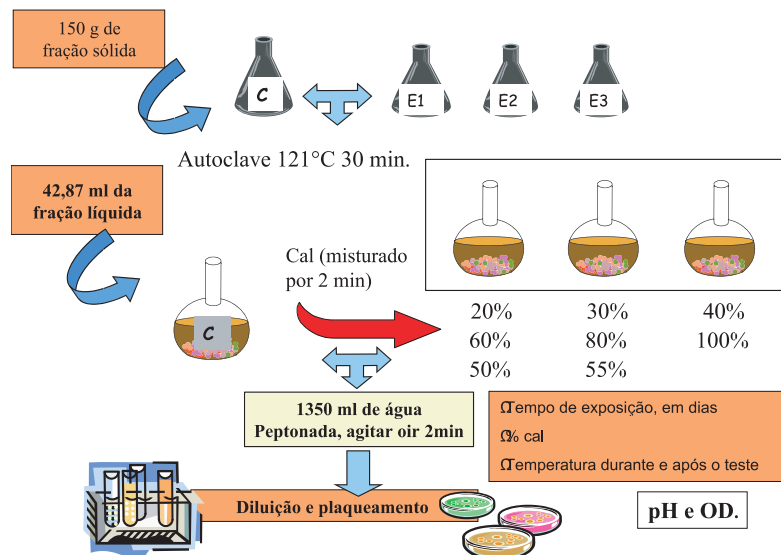 150 g de
fração sólida
C
E1
E2
E3
Autoclave 121°C 30 min.
42,87 ml da
fração líquida
Cal (misturado
por 2 min)
C
20% 30% 40%
60% 80% 100%
50% 55%
1350 ml de água
Peptonada, agitar oir 2min
ΩTempo de exposição, em dias
Ω% cal
ΩTemperatura durante e após o teste
Diluição e plaqueamento
pH e OD.